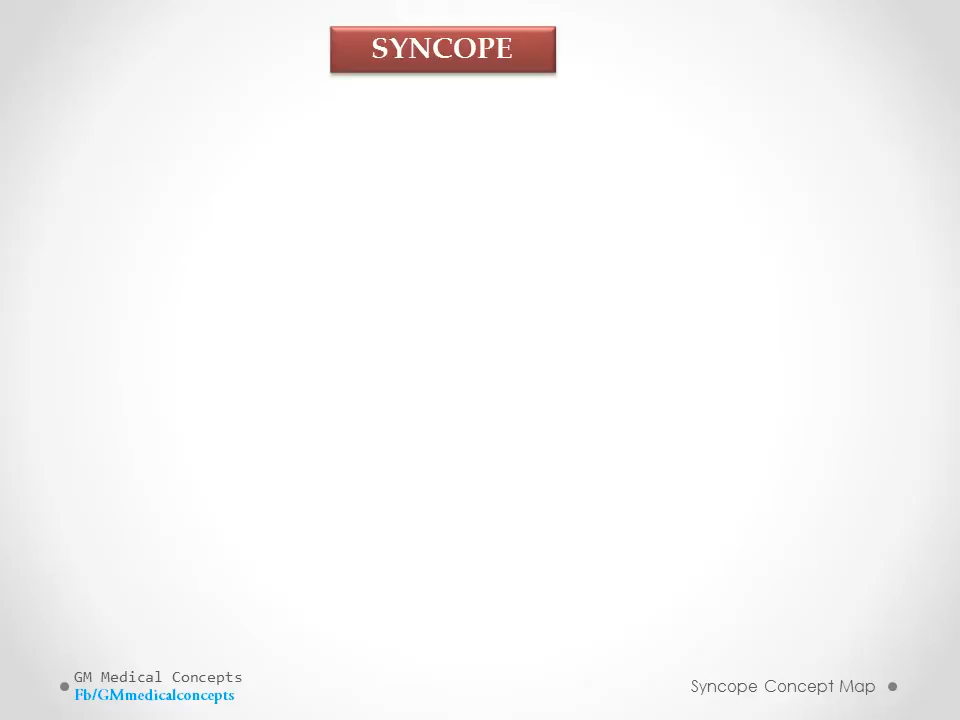 SYNCOPE
GM Medical Concepts
Fb/GMmedicalconcepts
Syncope Concept Map